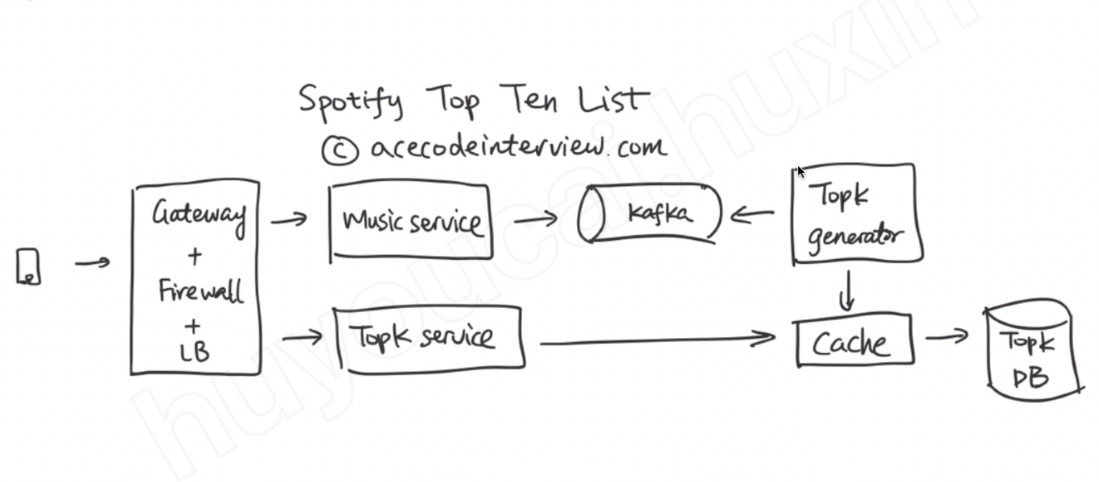 Spotify Top Ten List
© acecodeinterview.com
Gateway
+
Firewall
+
LB
Music service
Kafka
Topk
generator
Topk service
Cache
Topk
DB